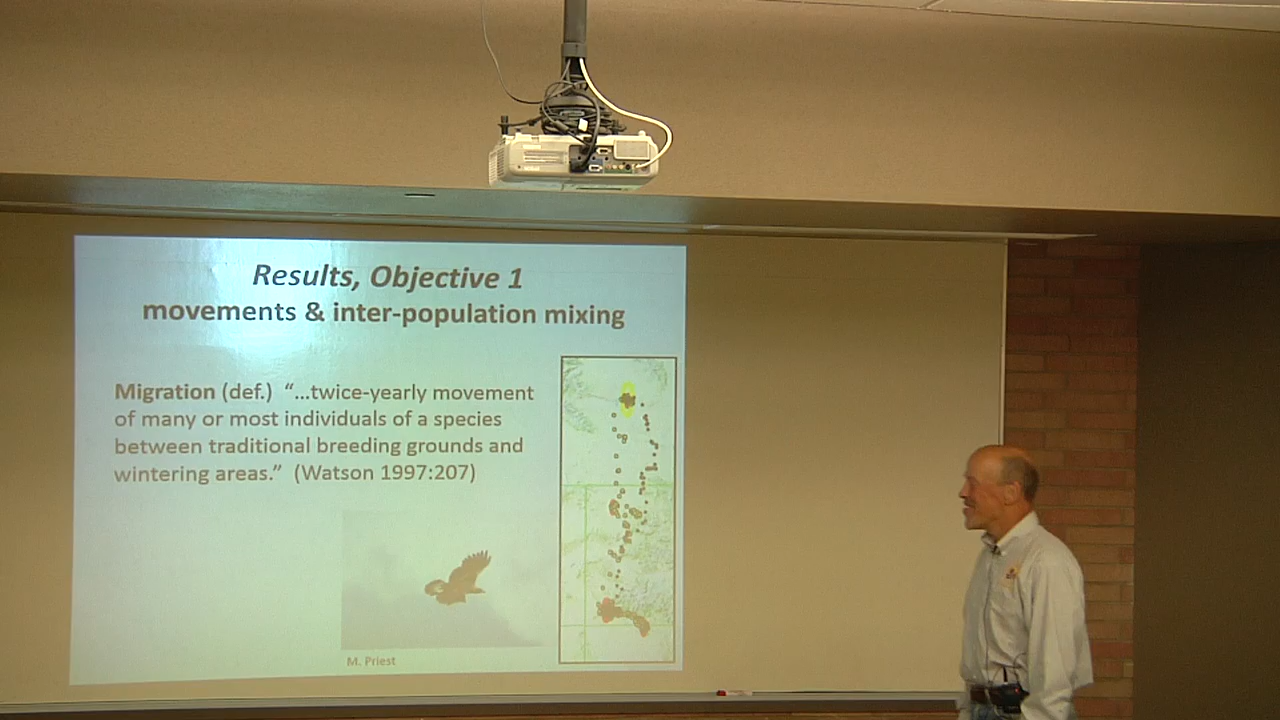 Results, Objective 1
movements & inter-population mixing
Migration (def.) “...twice-yearly movement
of many or most individuals of a species
between traditional breeding grounds and
wintering areas.” (Watson 1997:207)
M. Priest